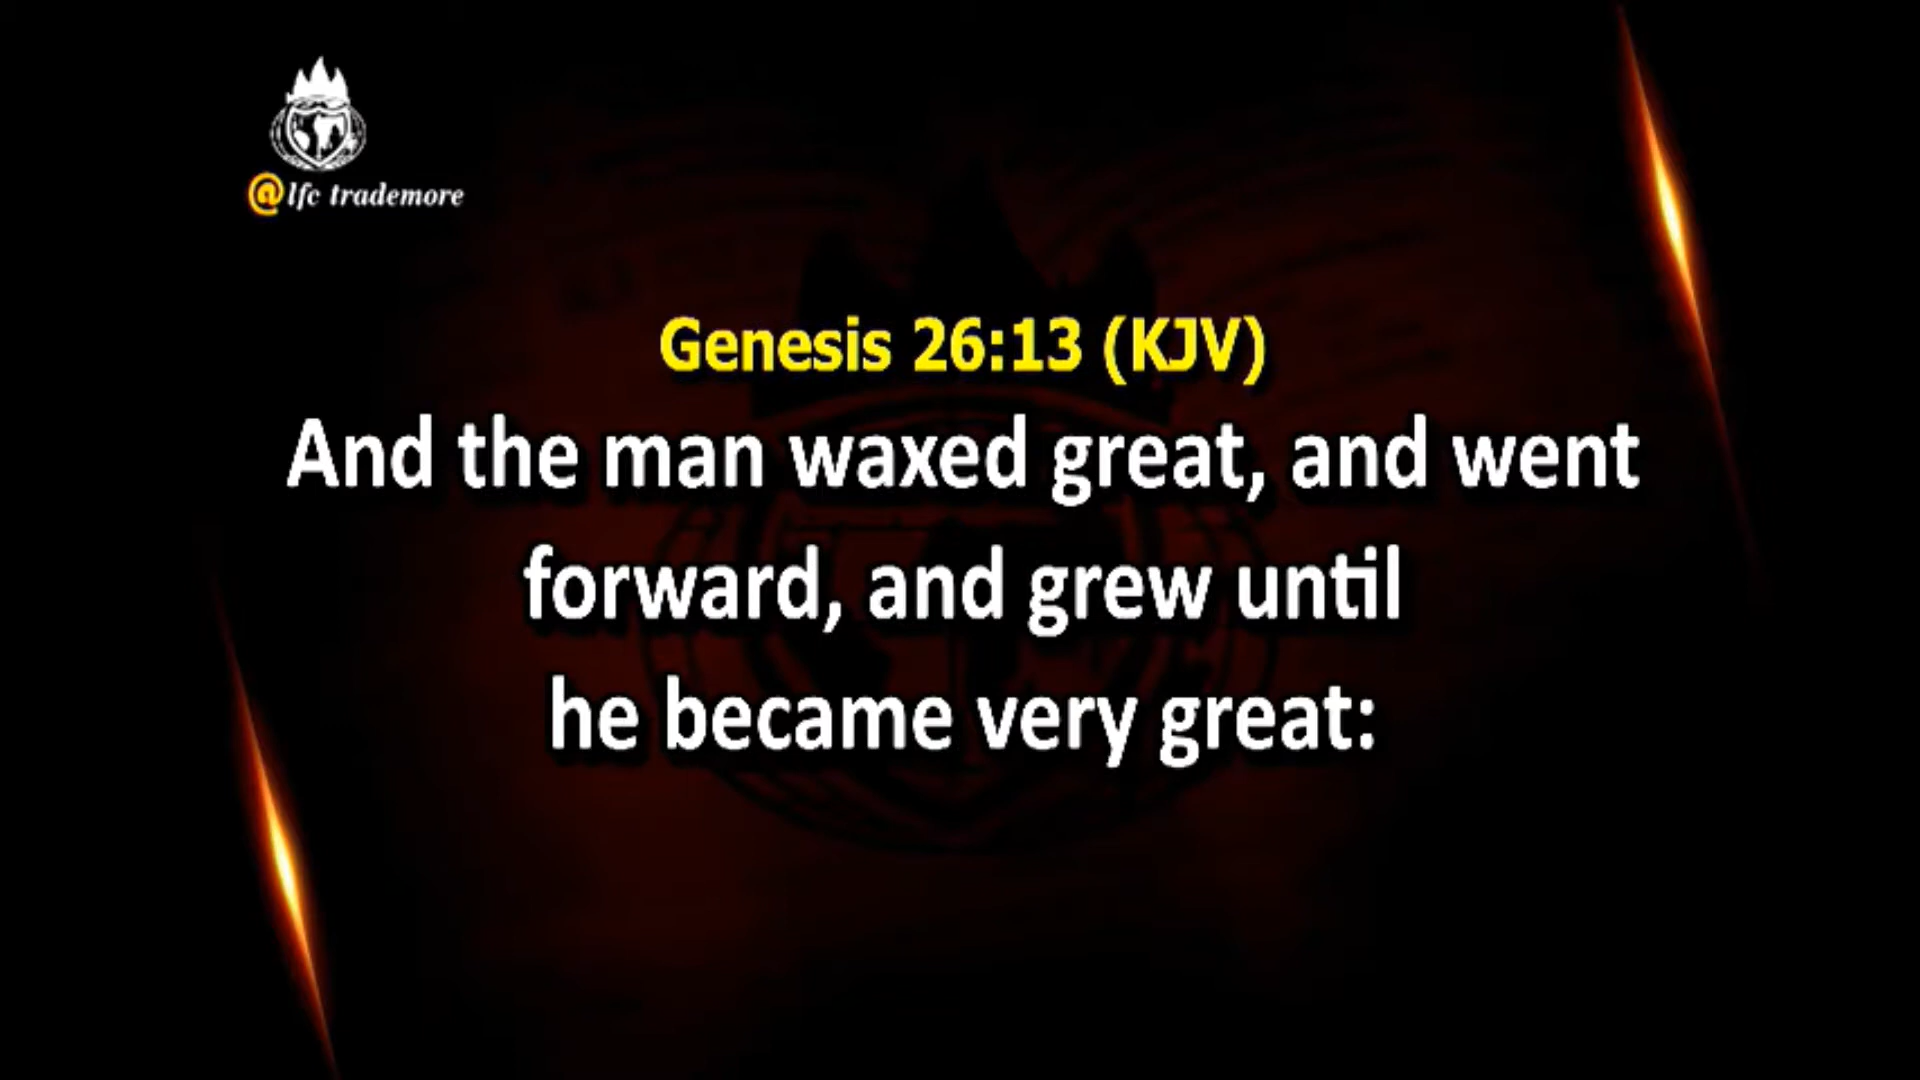 @lfc trademore
Genesis 26:13 (KJV)
And the man waxed great, and went
forward, and grew until
he became very great: